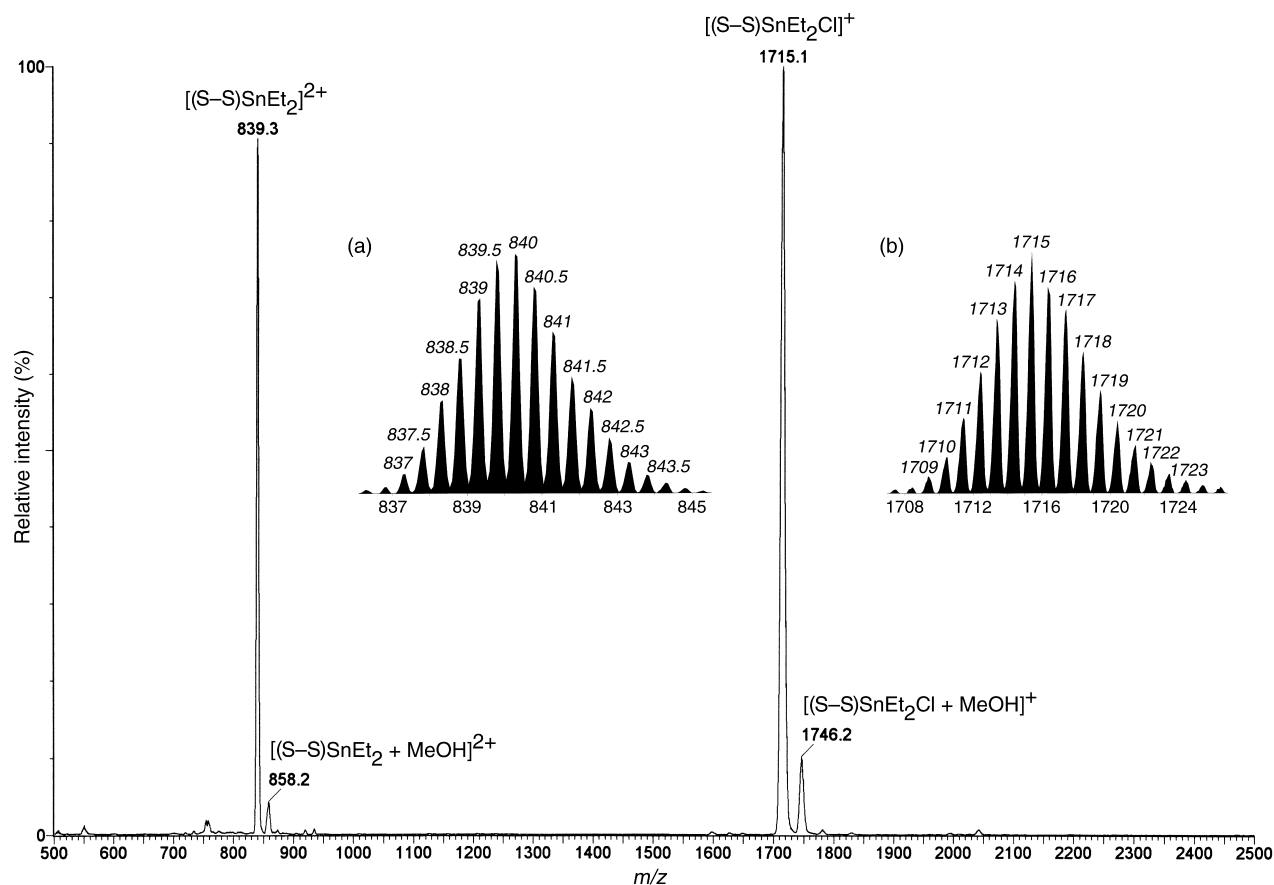 [(S–S)SnEt2Cl]+
1715.1
100
[(S–S)SnEt2]2+
839.3
(a)
839.5 840
839 840.5
838.5 841
838 841.5
837.5 842
837 842.5
843
843.5
837 839 841 843 845
(b)
1715
1714 1716
1713 1717
1712 1718
1711 1719
1710 1720
1709 1721
1722
1723
1708 1712 1716 1720 1724
Relative intensity (%)
[(S–S)SnEt2Cl + MeOH]+
1746.2
[(S–S)SnEt2 + MeOH]2+
858.2
0
500 600 700 800 900 1000 1100 1200 1300 1400 1500 1600 1700 1800 1900 2000 2100 2200 2300 2400 2500
m/z